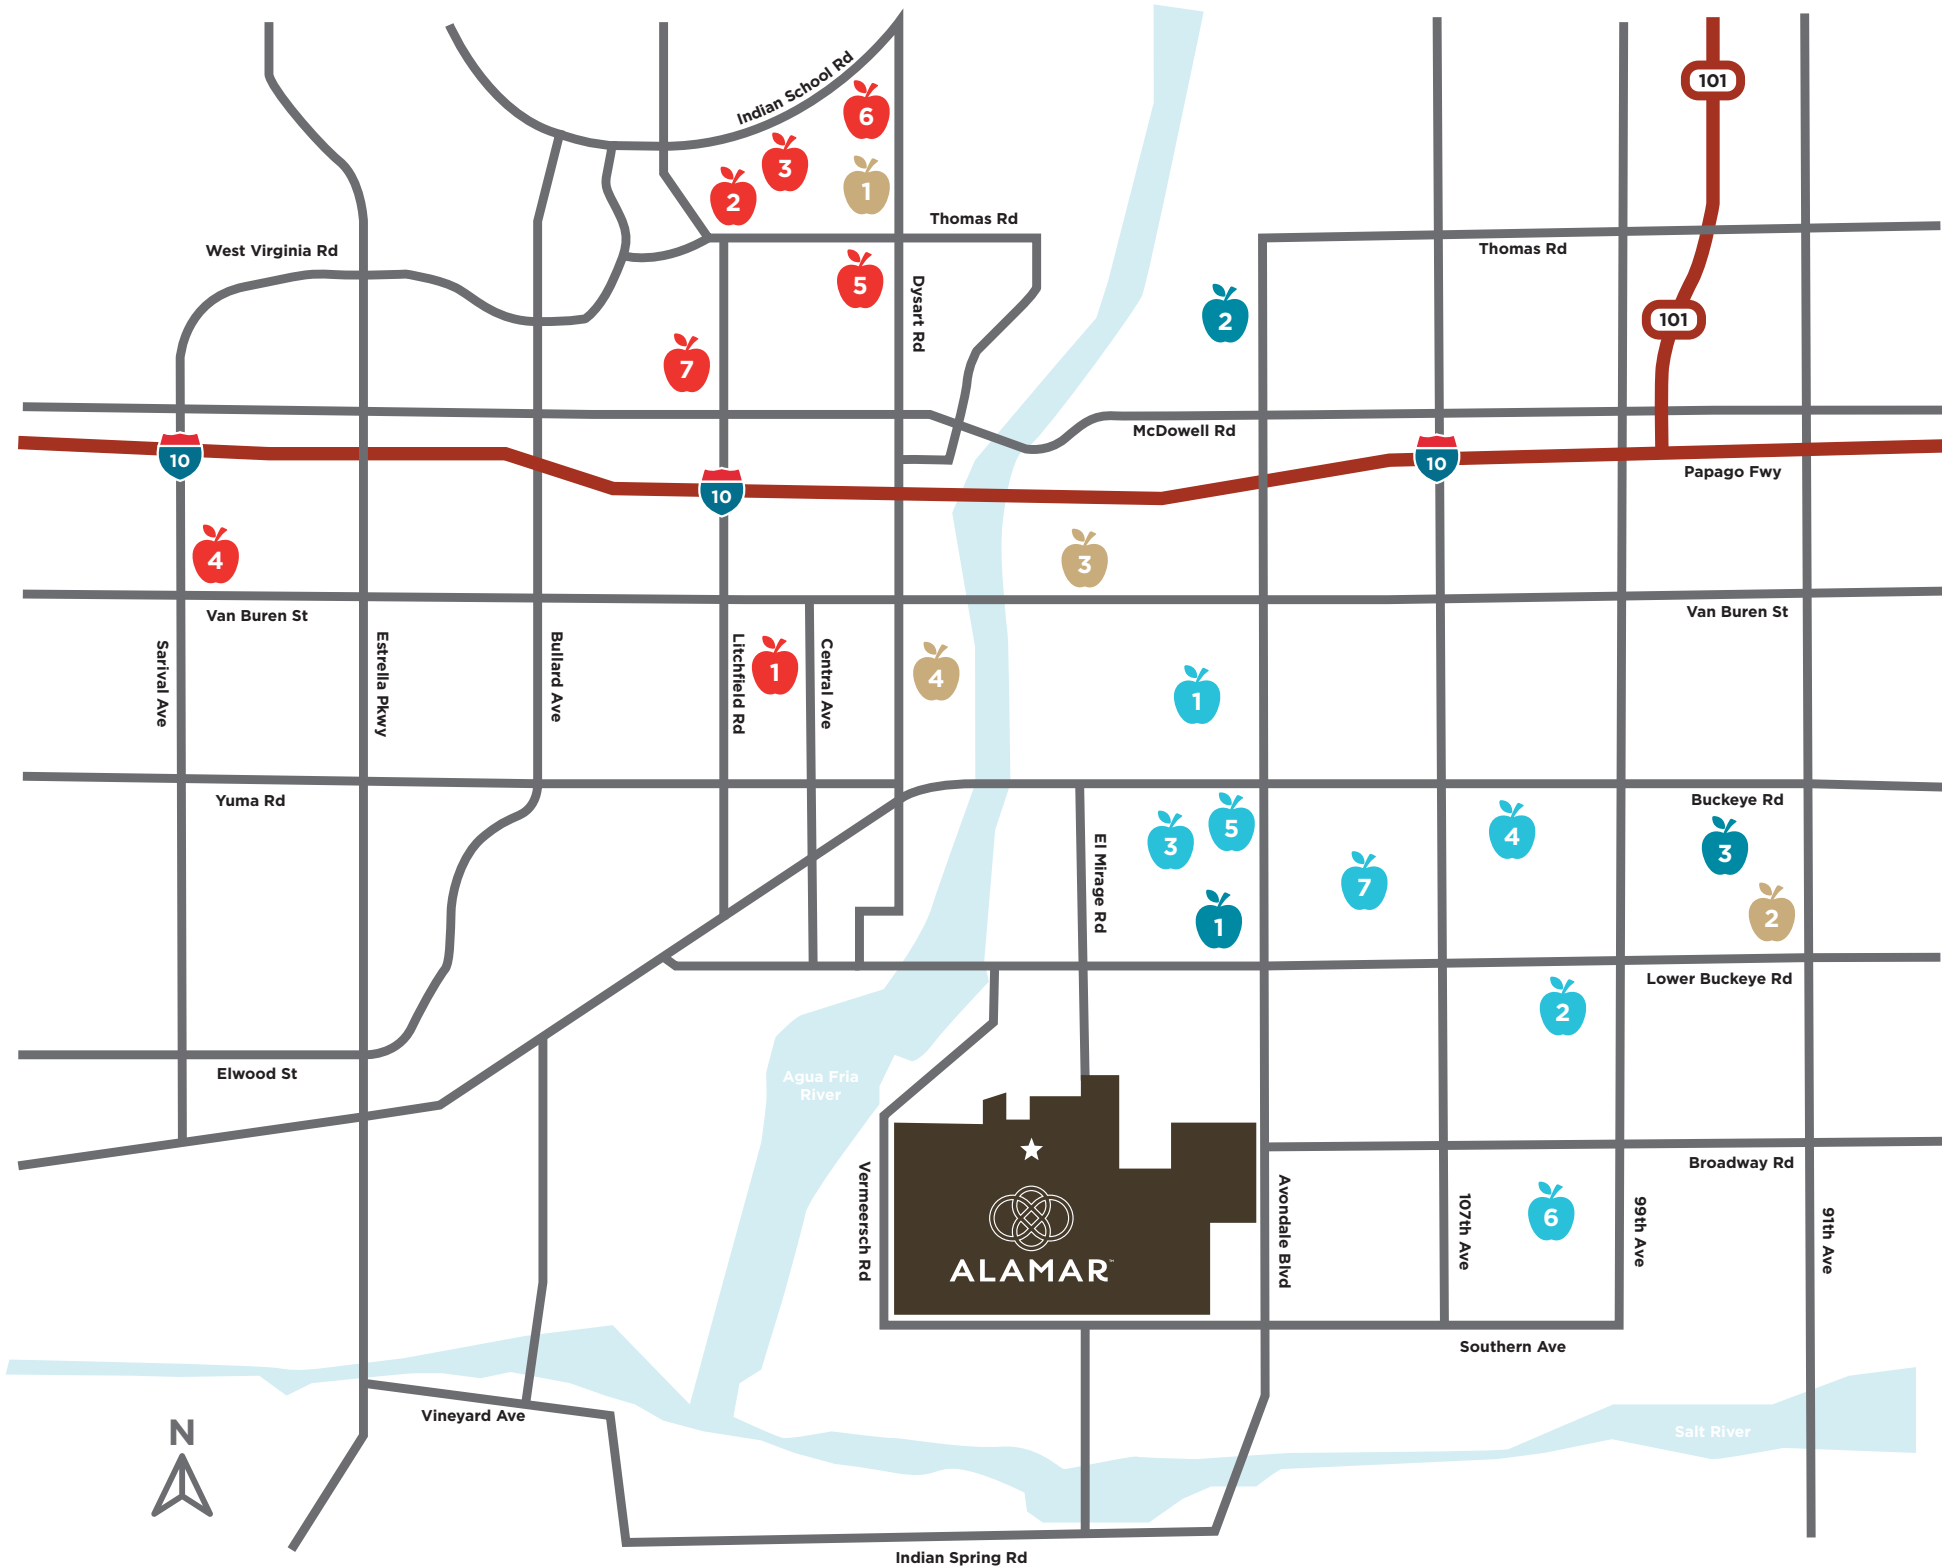 101
Indian School Rd
6
3
1
2
Thomas Rd
Thomas Rd
West Virginia Rd
5
Dysart Rd
2
101
7
McDowell Rd
10
10
10
Papago Fwy
4
3
Van Buren St
Van Buren St
Sarival Ave
Estrella Pkwy
Bullard Ave
Litchfield Rd
1
Central Ave
4
1
Yuma Rd
Buckeye Rd
El Mirage Rd
3
5
4
3
7
1
2
Lower Buckeye Rd
2
Elwood St
Agua Fria
River
Vermeersch Rd
Broadway Rd
Avondale Blvd
107th Ave
6
99th Ave
91th Ave
ALAMAR™
Southern Ave
Vineyard Ave
N
Salt River
Indian Spring Rd